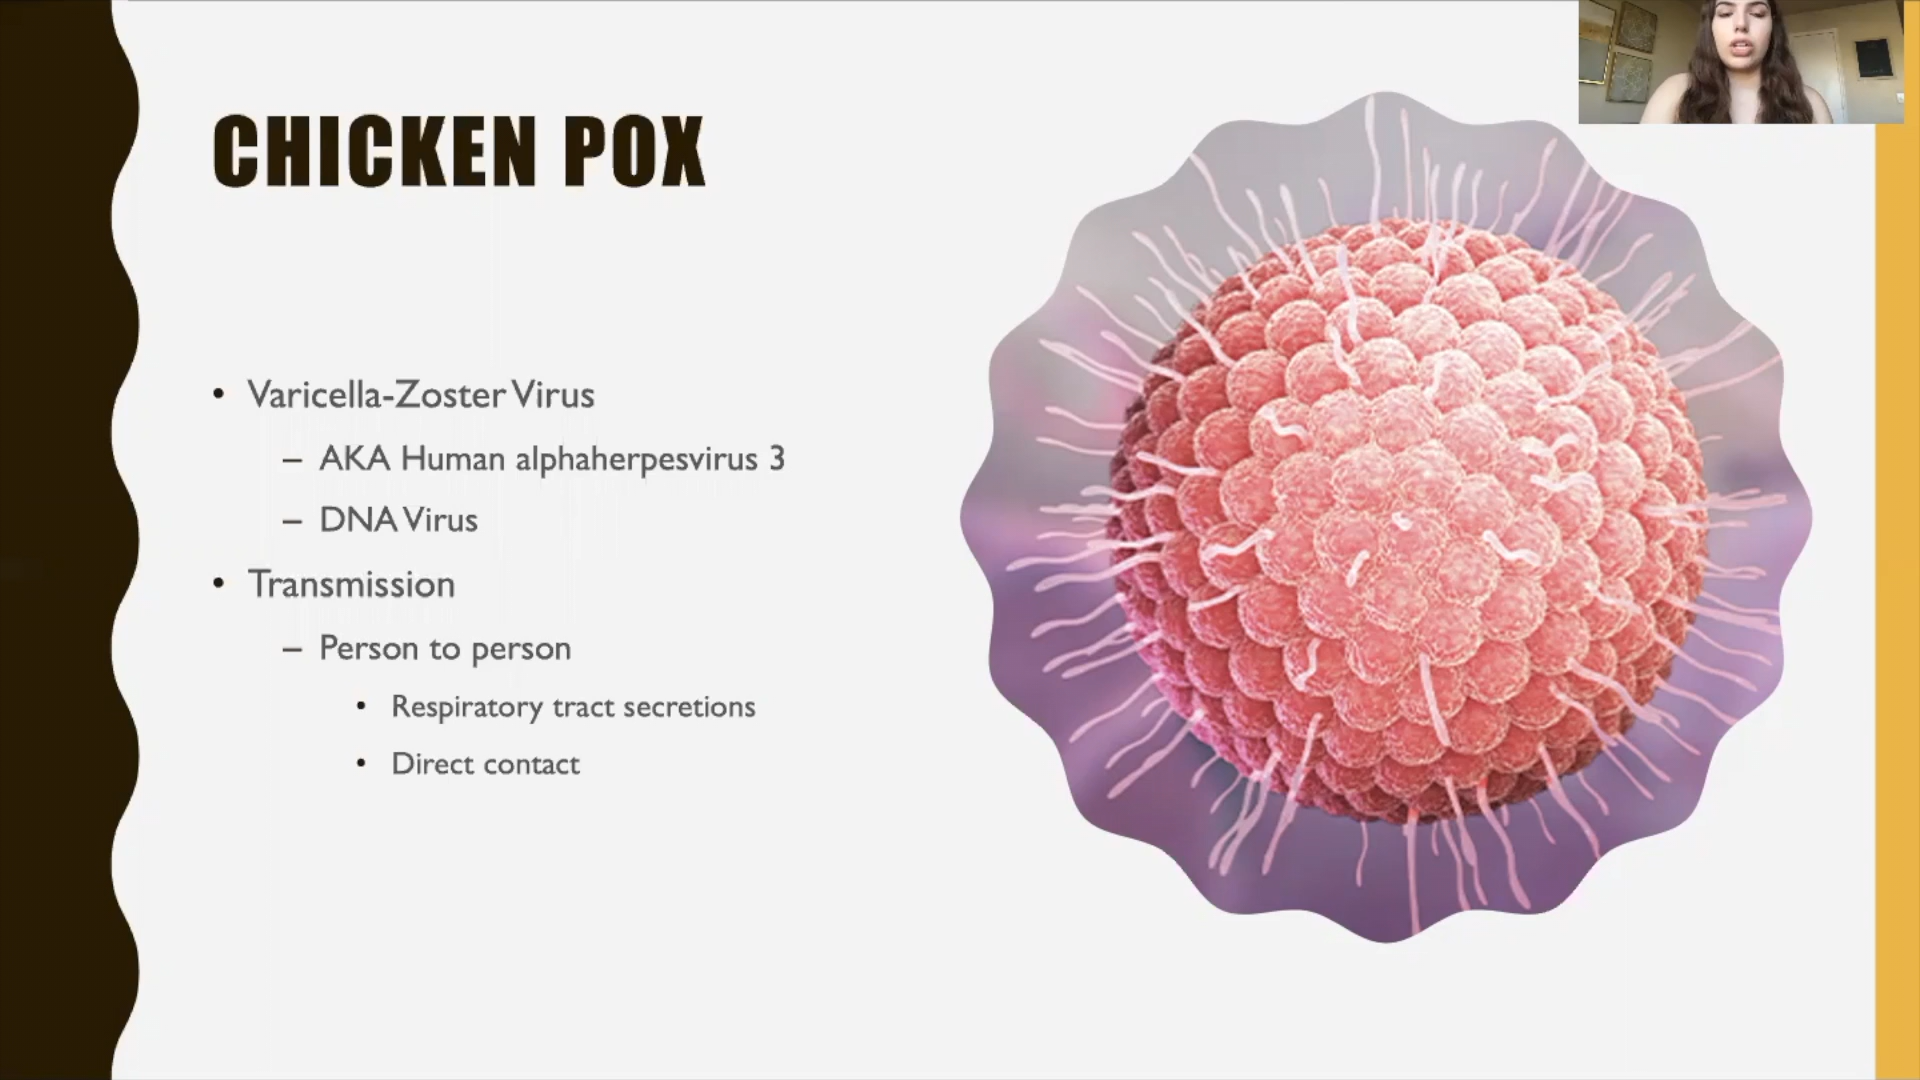 CHICKEN POX
• Varicella-Zoster Virus
– AKA Human alphaherpesvirus 3
– DNA Virus
• Transmission
– Person to person
• Respiratory tract secretions
• Direct contact